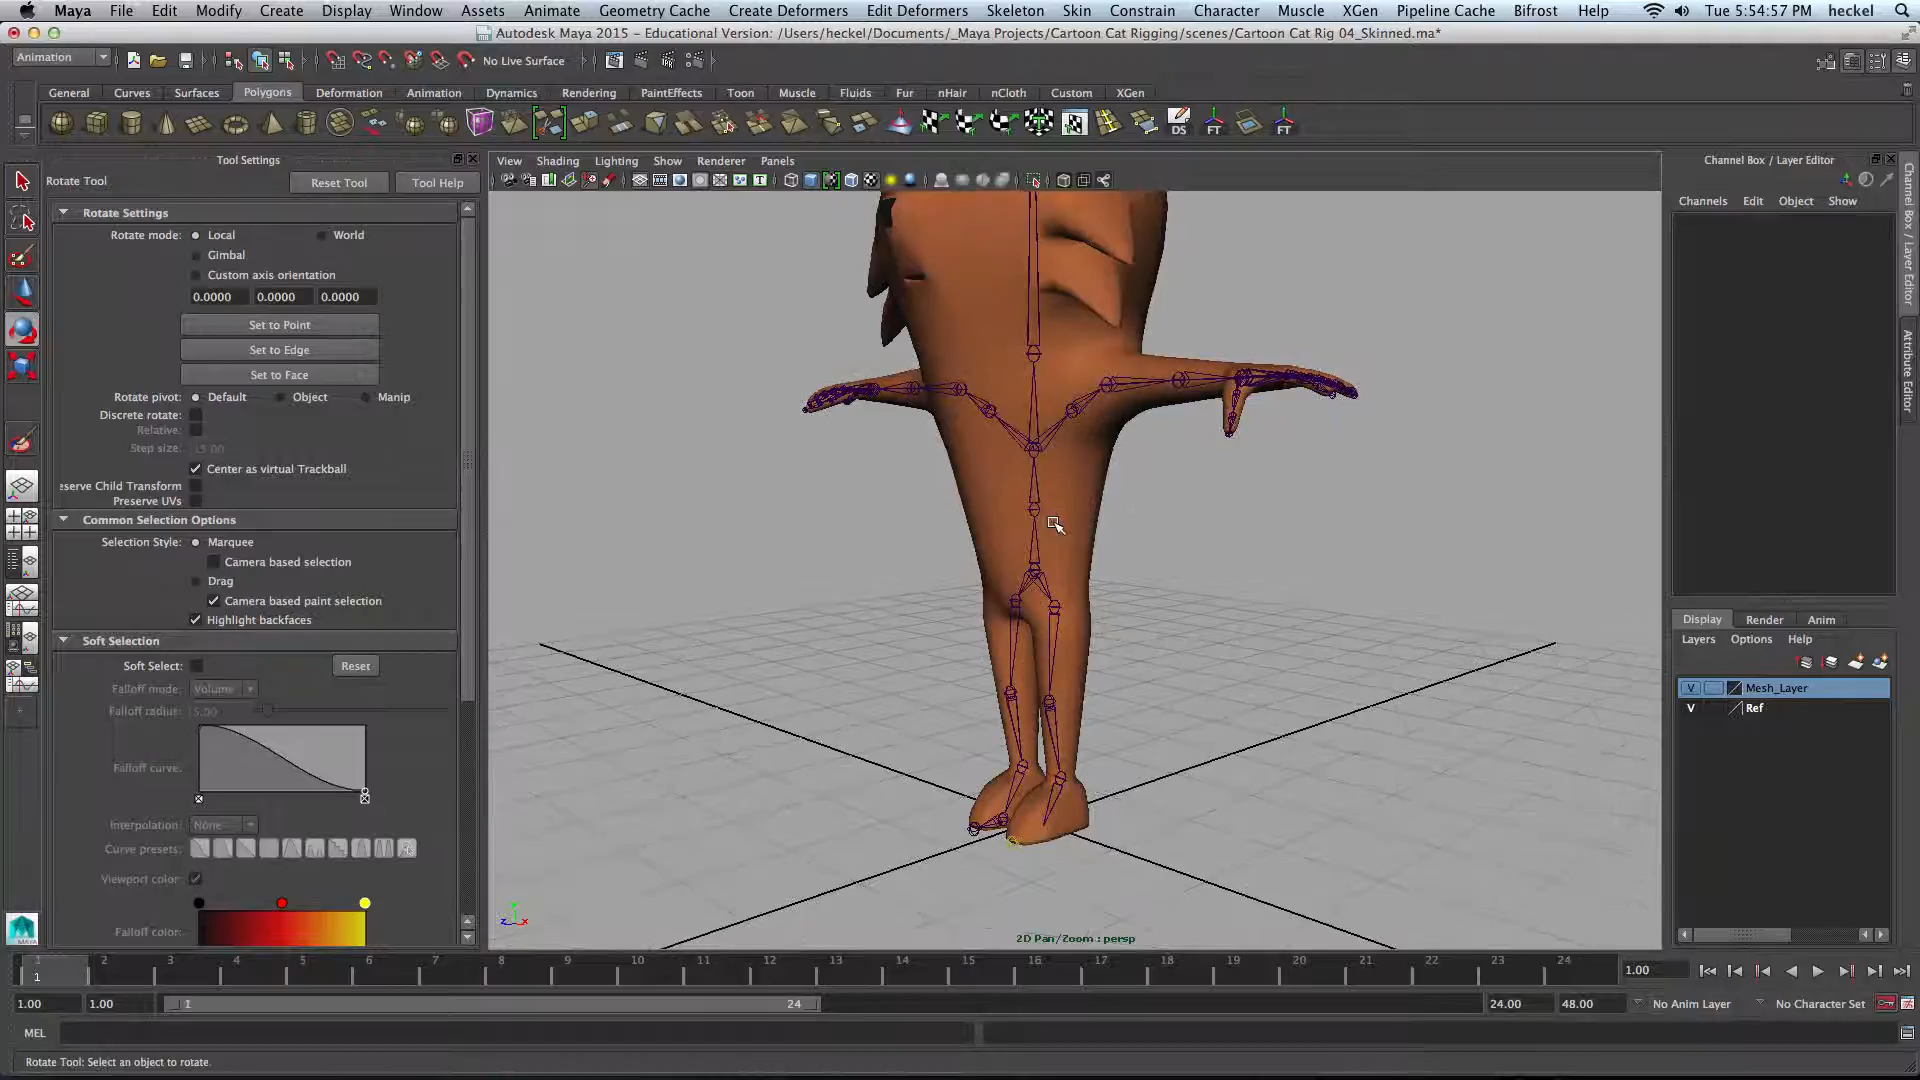 Maya File Edit Modify Create Display Window Assets Animate Geometry Cache Create Deformers Edit Deformers Skeleton Skin Constrain Character Muscle XGen Pipeline Cache Bifrost Help Tue 5:54:57 PM heckel
Autodesk Maya 2015 - Educational Version: /Users/heckel/Documents/_Maya Projects/Cartoon Cat Rigging/scenes/Cartoon Cat Rig 04_Skinned.ma*
Animation No Live Surface
General Curves Surfaces Polygons Deformation Animation Dynamics Rendering PaintEffects Toon Muscle Fluids Fur nHair nCloth Custom XGen
DS FT FT
Tool Settings
Rotate Tool Reset Tool Tool Help
Rotate Settings
Rotate mode: Local World
Gimbal
Custom axis orientation
0.0000 0.0000 0.0000
Set to Point
Set to Edge
Set to Face
Rotate pivot: Default Object Manip
Discrete rotate:
Relative:
Step size: 15.00
Center as virtual Trackball
eserve Child Transform
Preserve UVs
Common Selection Options
Selection Style: Marquee
Camera based selection
Drag
Camera based paint selection
Highlight backfaces
Soft Selection
Soft Select: Reset
Falloff mode: Volume
Falloff radius: 5.00
Falloff curve:
Interpolation: None
Curve presets:
Viewport color:
Falloff color:
View Shading Lighting Show Renderer Panels
2D Pan/Zoom : persp
Channel Box / Layer Editor
Channels Edit Object Show
Channel Box / Layer Editor
Attribute Editor
Display Render Anim
Layers Options Help
V Mesh_Layer
V Ref
1 2 3 4 5 6 7 8 9 10 11 12 13 14 15 16 17 18 19 20 21 22 23 24
1 1.00
1.00 1.00 1 24 24.00 48.00 No Anim Layer No Character Set
MEL
Rotate Tool: Select an object to rotate.